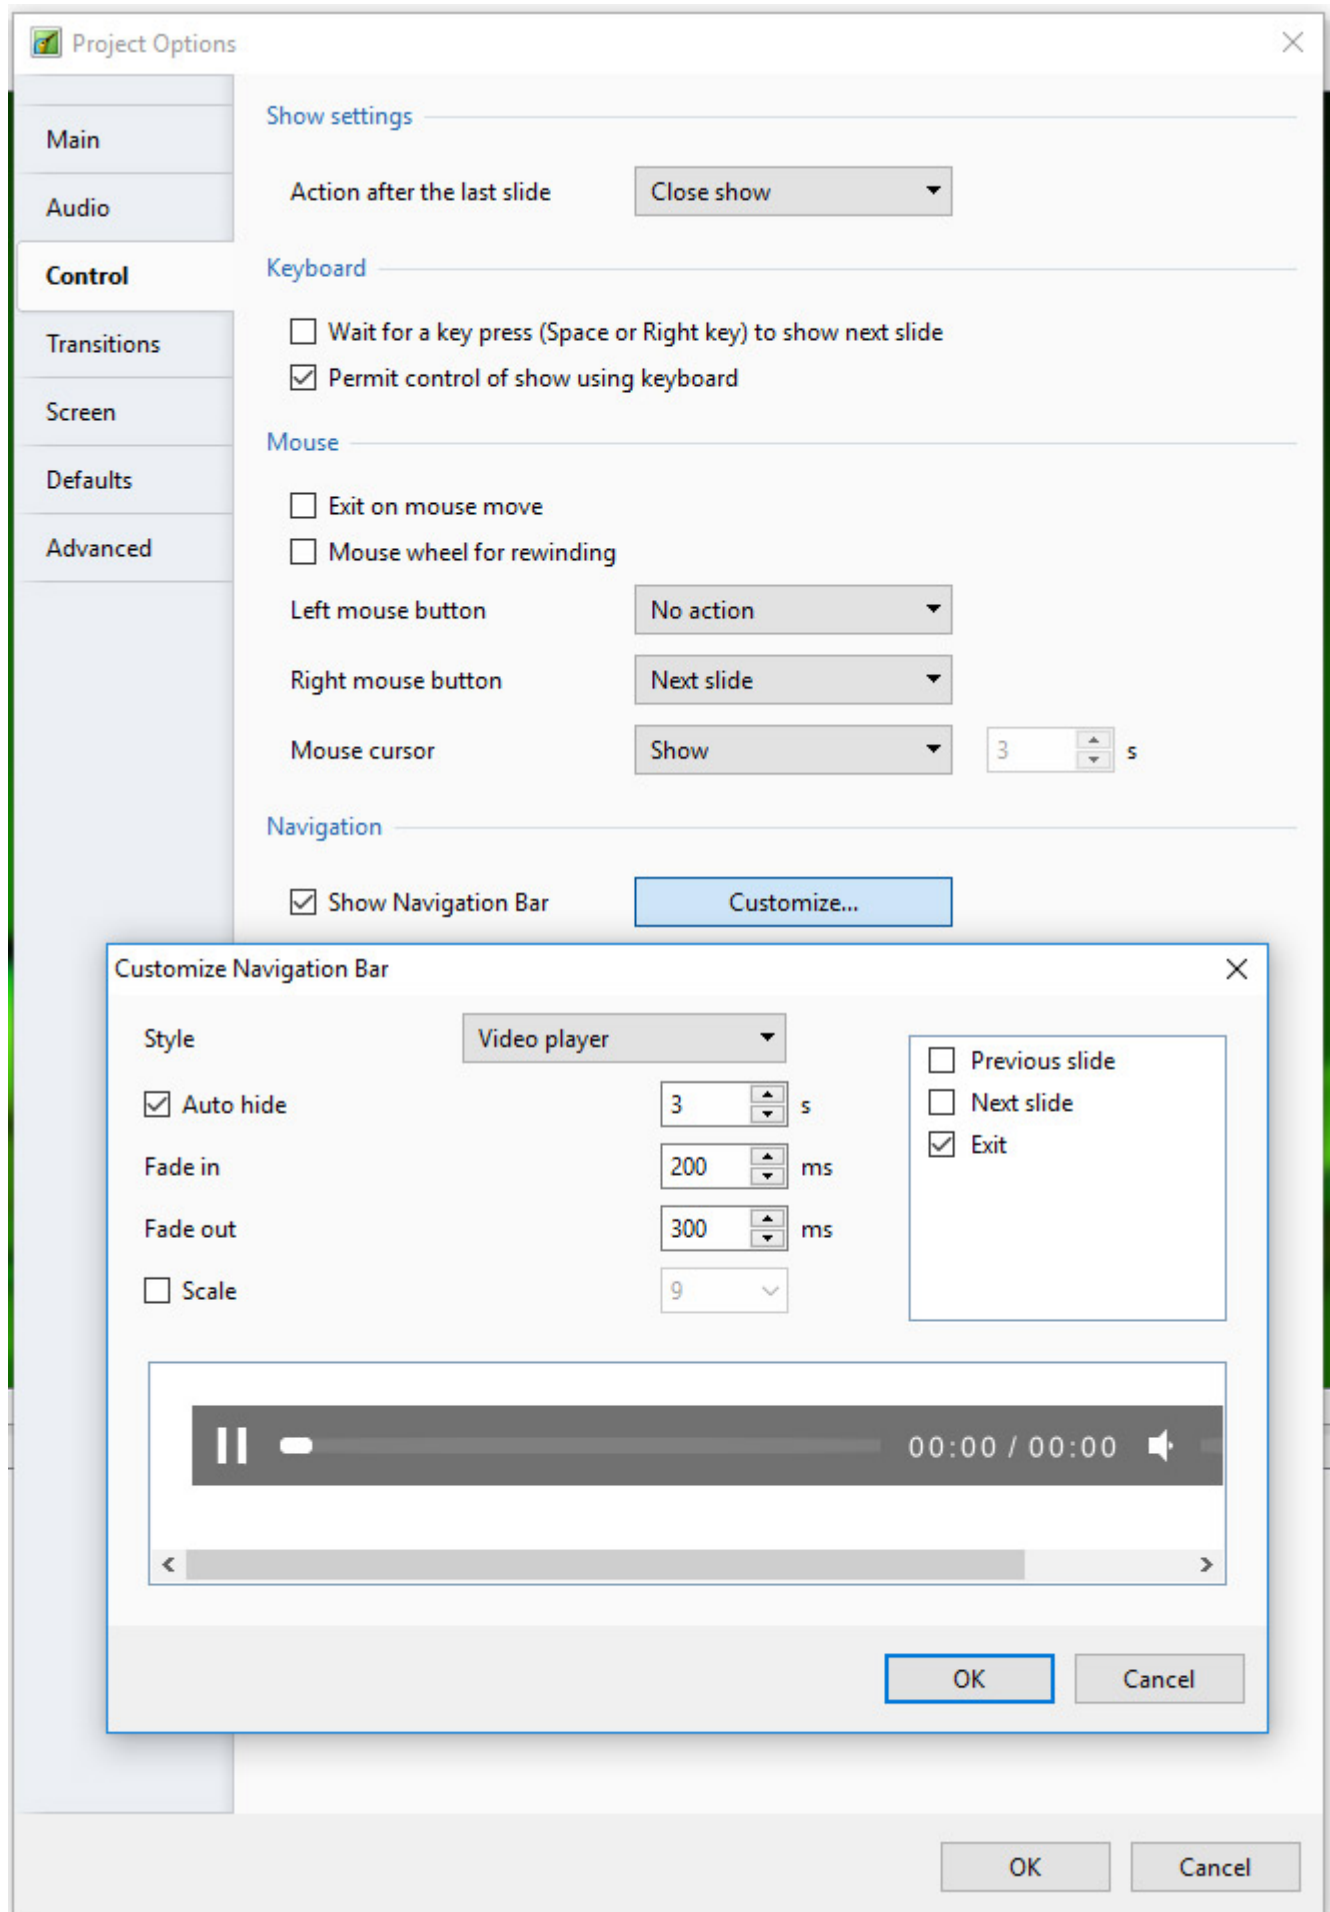 Project Options
Main
Audio
Control
Transitions
Screen
Defaults
Advanced
Show settings
Action after the last slide Close show
Keyboard
Wait for a key press (Space or Right key) to show next slide
Permit control of show using keyboard
Mouse
Exit on mouse move
Mouse wheel for rewinding
Left mouse button No action
Right mouse button Next slide
Mouse cursor Show 3 s
Navigation
Show Navigation Bar Customize...
Customize Navigation Bar
Style Video player
Auto hide 3 s
Fade in 200 ms
Fade out 300 ms
Scale 9
Previous slide
Next slide
Exit
00:00 / 00:00
OK Cancel
OK Cancel